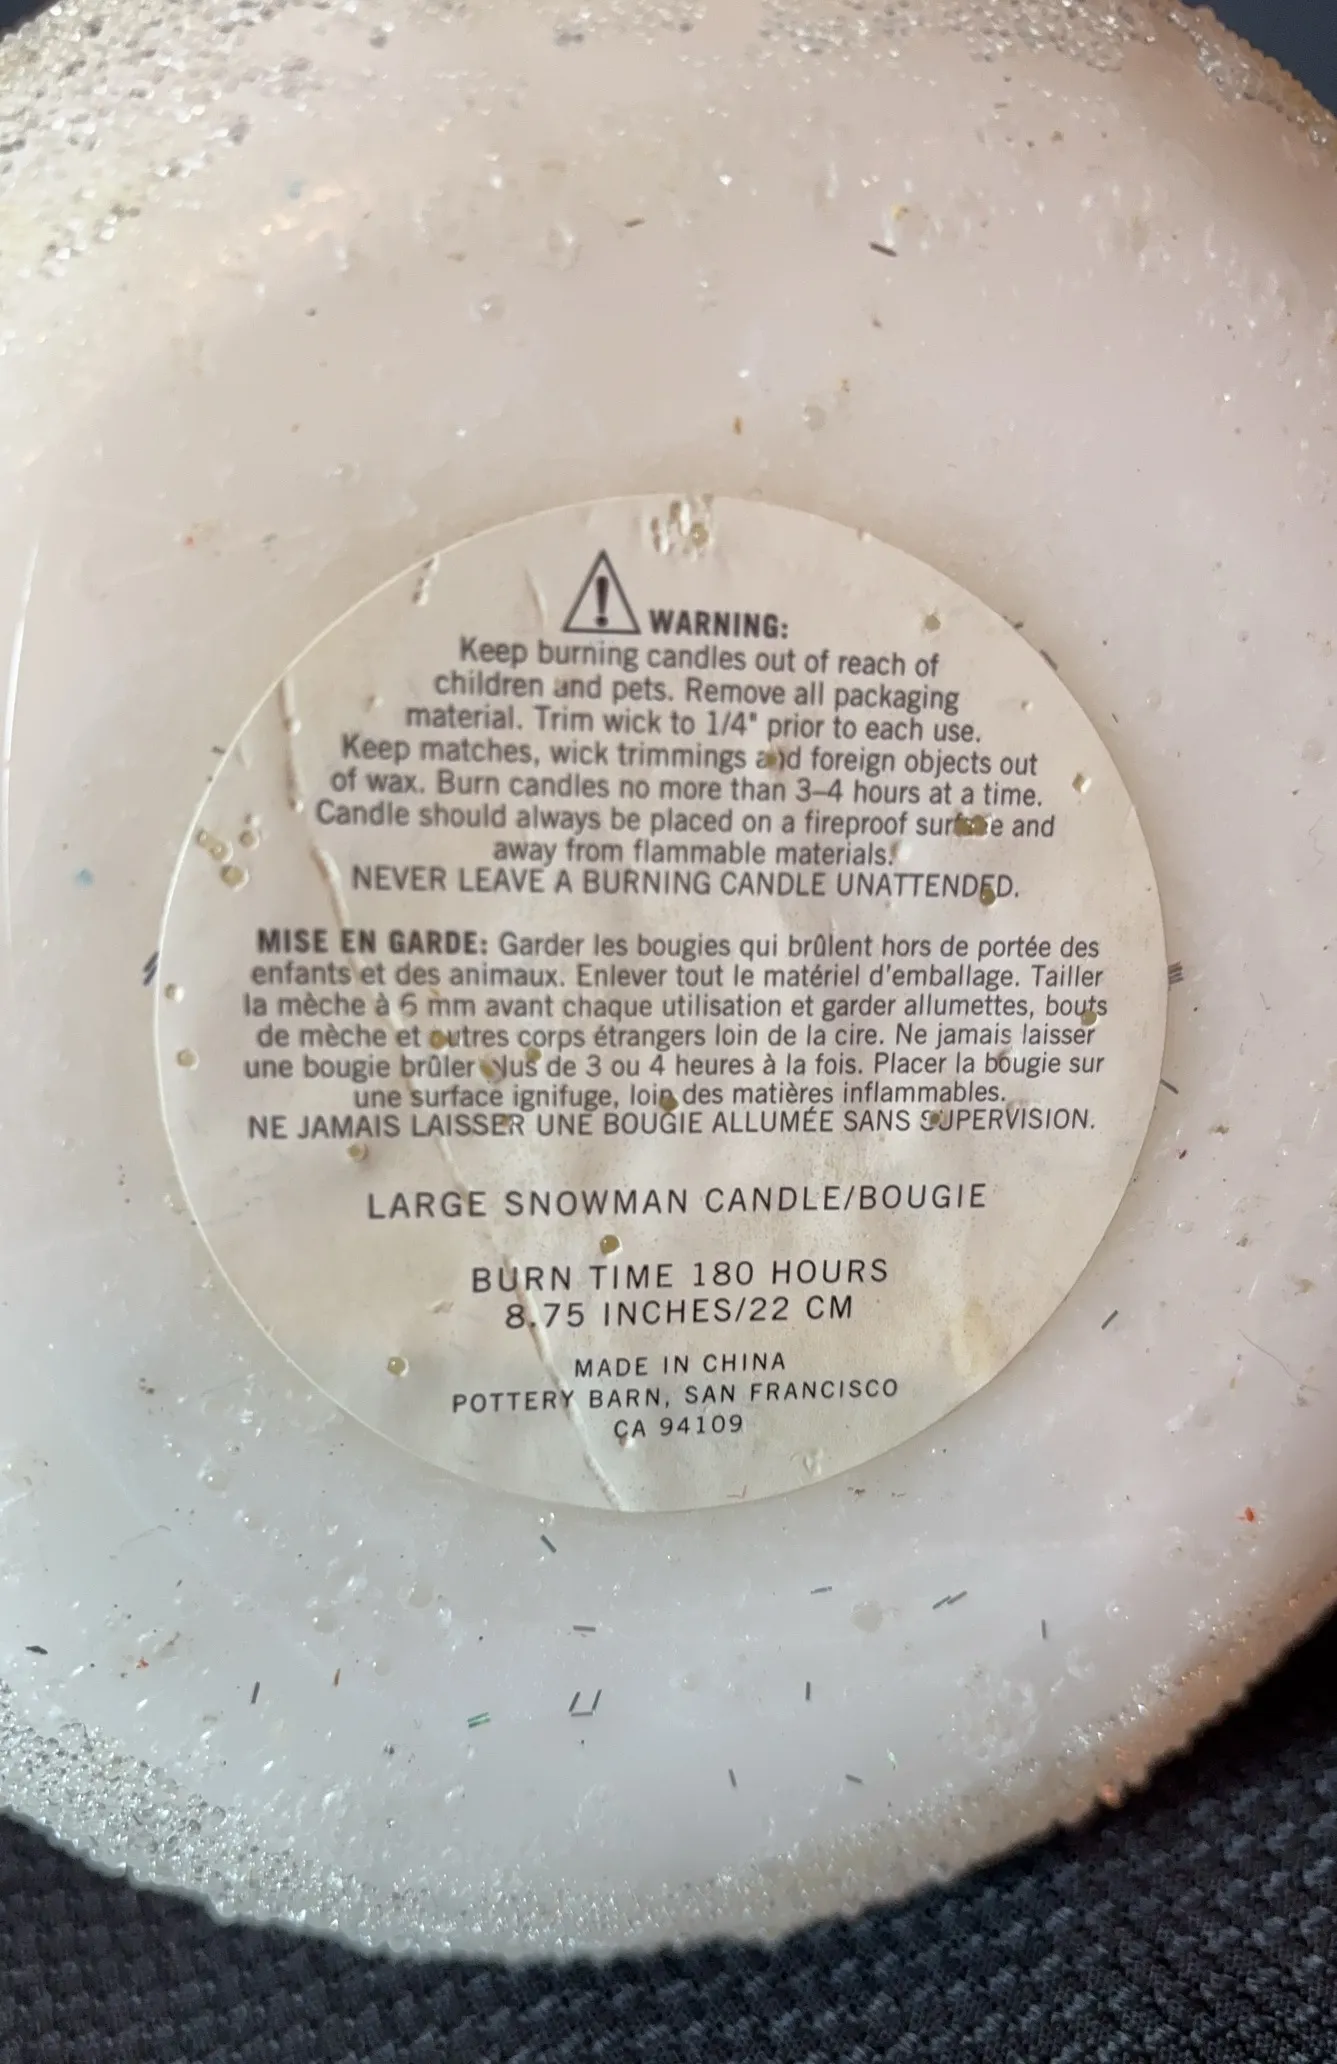 WARNING:
Keep burning candles out of reach of
children and pets. Remove all packaging
material. Trim wick to 1/4" prior to each use.
Keep matches, wick trimmings and foreign objects out
of wax. Burn candles no more than 3–4 hours at a time.
Candle should always be placed on a fireproof surface and
away from flammable materials.
NEVER LEAVE A BURNING CANDLE UNATTENDED.
MISE EN GARDE: Garder les bougies qui brûlent hors de portée des
enfants et des animaux. Enlever tout le matériel d'emballage. Tailler
la mèche à 6 mm avant chaque utilisation et garder allumettes, bouts
de mèche et autres corps étrangers loin de la cire. Ne jamais laisser
une bougie brûler plus de 3 ou 4 heures à la fois. Placer la bougie sur
une surface ignifuge, loin des matières inflammables.
NE JAMAIS LAISSER UNE BOUGIE ALLUMÉE SANS SUPERVISION.
LARGE SNOWMAN CANDLE/BOUGIE
BURN TIME 180 HOURS
8.75 INCHES/22 CM
MADE IN CHINA
POTTERY BARN, SAN FRANCISCO
CA 94109